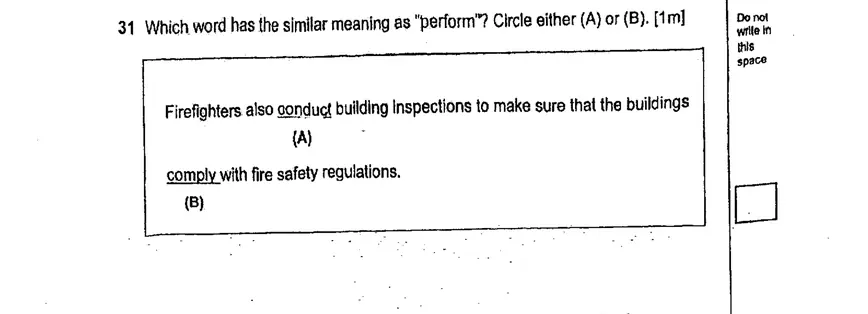 31 Which word has the similar meaning as "perform"? Circle either (A) or (B). [1m]
Do not
write in
this
space
Firefighters also conduct building inspections to make sure that the buildings
(A)
comply with fire safety regulations.
(B)